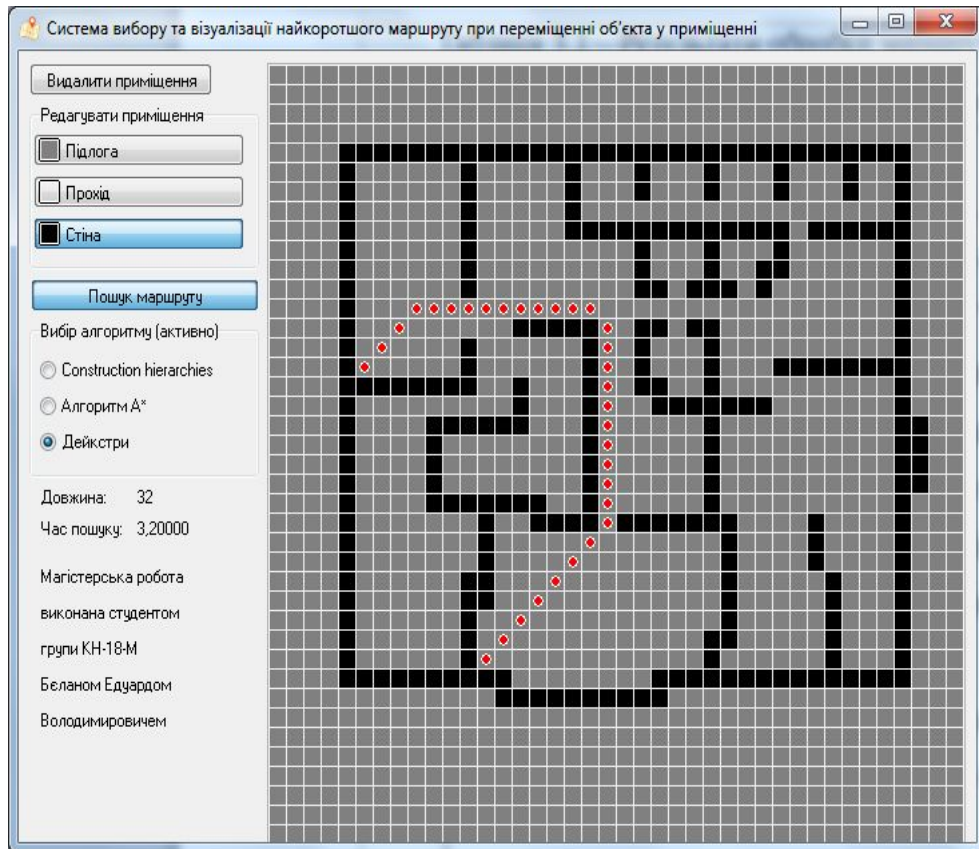 Система вибору та візуалізації найкоротшого маршруту при переміщенні об'єкта у приміщенні
Видалити приміщення
Редагувати приміщення
Підлога
Прохід
Стіна
Пошук маршруту
Вибір алгоритму (активно)
Construction hierarchies
Алгоритм А*
Дейкстри
Довжина: 32
Час пошуку: 3,20000
Магістерська робота
виконана студентом
групи КН-18-М
Бєланом Едуардом
Володимировичем